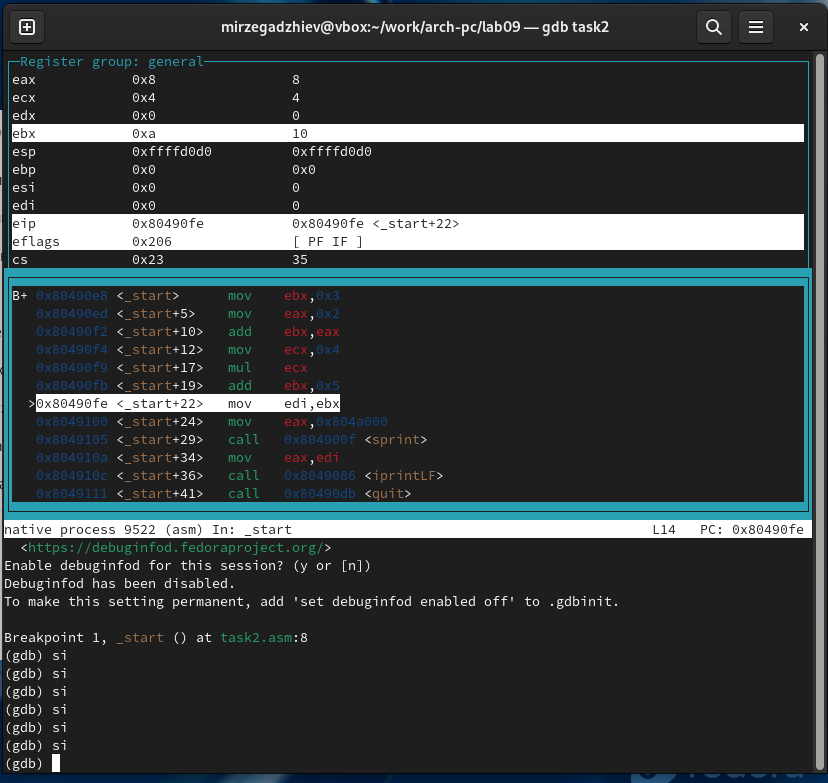 mirzegadzhiev@vbox:~/work/arch-pc/lab09 — gdb task2
Register group: general
eax 0x8 8
ecx 0x4 4
edx 0x0 0
ebx 0xa 10
esp 0xffffd0d0 0xffffd0d0
ebp 0x0 0x0
esi 0x0 0
edi 0x0 0
eip 0x80490fe 0x80490fe <_start+22>
eflags 0x206 [ PF IF ]
cs 0x23 35
B+ 0x80490e8 <_start> mov ebx,0x3
0x80490ed <_start+5> mov eax,0x2
0x80490f2 <_start+10> add ebx,eax
0x80490f4 <_start+12> mov ecx,0x4
0x80490f9 <_start+17> mul ecx
0x80490fb <_start+19> add ebx,0x5
>0x80490fe <_start+22> mov edi,ebx
0x8049100 <_start+24> mov eax,0x804a000
0x8049105 <_start+29> call 0x804900f <sprint>
0x804910a <_start+34> mov eax,edi
0x804910c <_start+36> call 0x8049086 <iprintLF>
0x8049111 <_start+41> call 0x80490db <quit>
native process 9522 (asm) In: _start L14 PC: 0x80490fe
<https://debuginfod.fedoraproject.org/>
Enable debuginfod for this session? (y or [n])
Debuginfod has been disabled.
To make this setting permanent, add 'set debuginfod enabled off' to .gdbinit.
Breakpoint 1, _start () at task2.asm:8
(gdb) si
(gdb) si
(gdb) si
(gdb) si
(gdb) si
(gdb) si
(gdb)